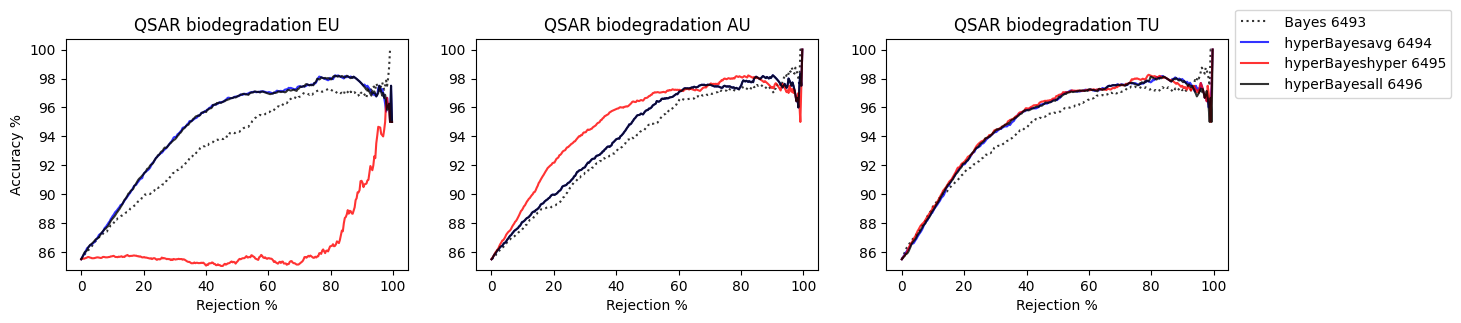 QSAR biodegradation EU
100
98
96
94
92
90
88
86
Accuracy %
0 20 40 60 80 100
Rejection %
QSAR biodegradation AU
100
98
96
94
92
90
88
86
0 20 40 60 80 100
Rejection %
QSAR biodegradation TU
100
98
96
94
92
90
88
86
0 20 40 60 80 100
Rejection %
Bayes 6493
hyperBayesavg 6494
hyperBayeshyper 6495
hyperBayesall 6496